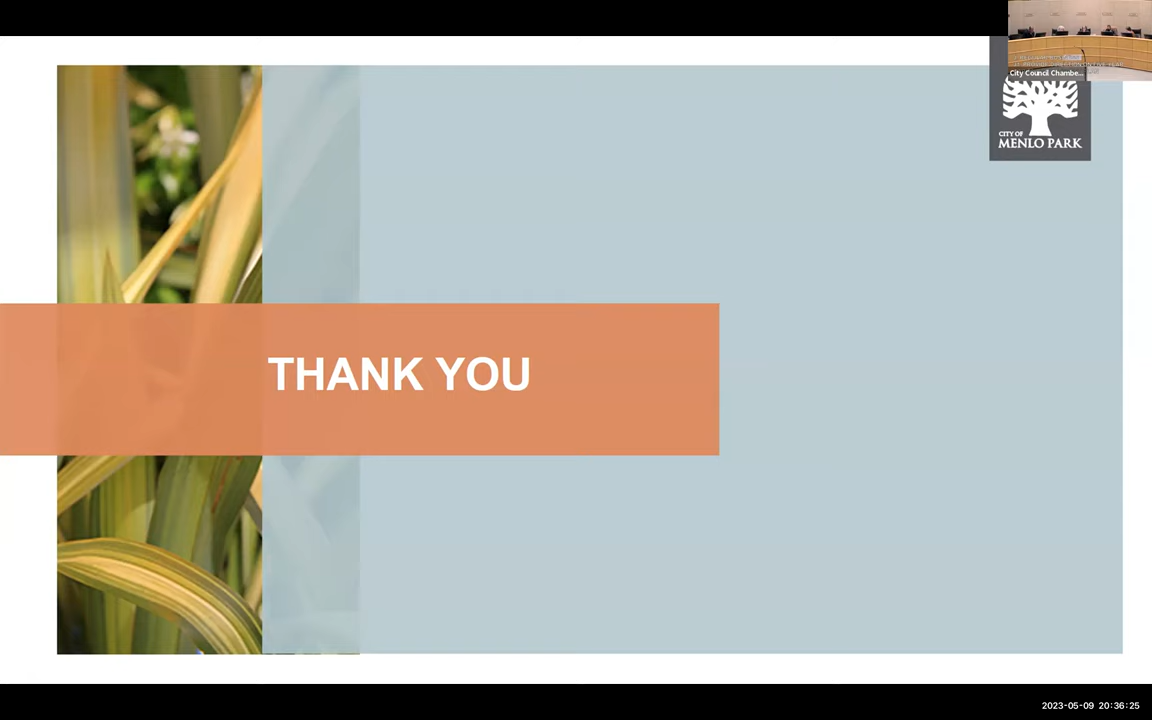 City Council Chambe...
CITY OF
MENLO PARK
THANK YOU
2023-05-09 20:36:25